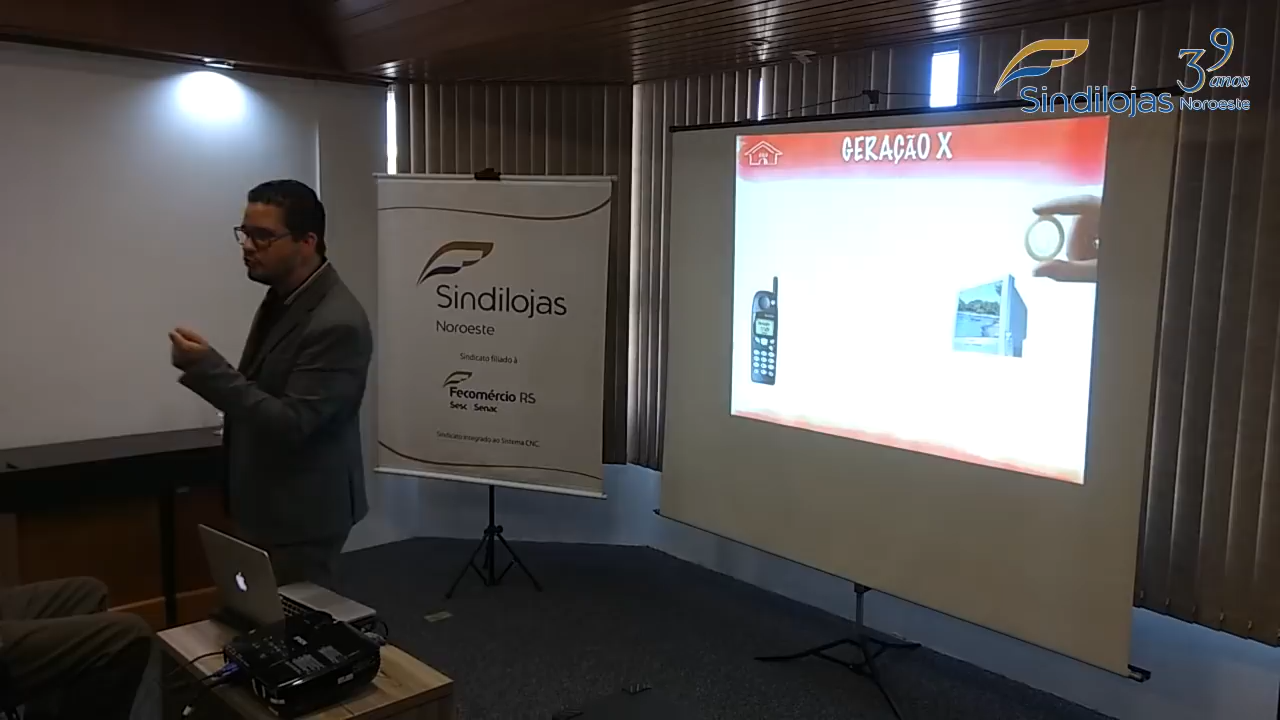 39
anos
Sindilojas
Noroeste
GERAÇÃO X
Sindilojas
Noroeste
Sindicato filiado à
Fecomércio RS
Sesc Senac
Sindicato integrado ao Sistema CNC.